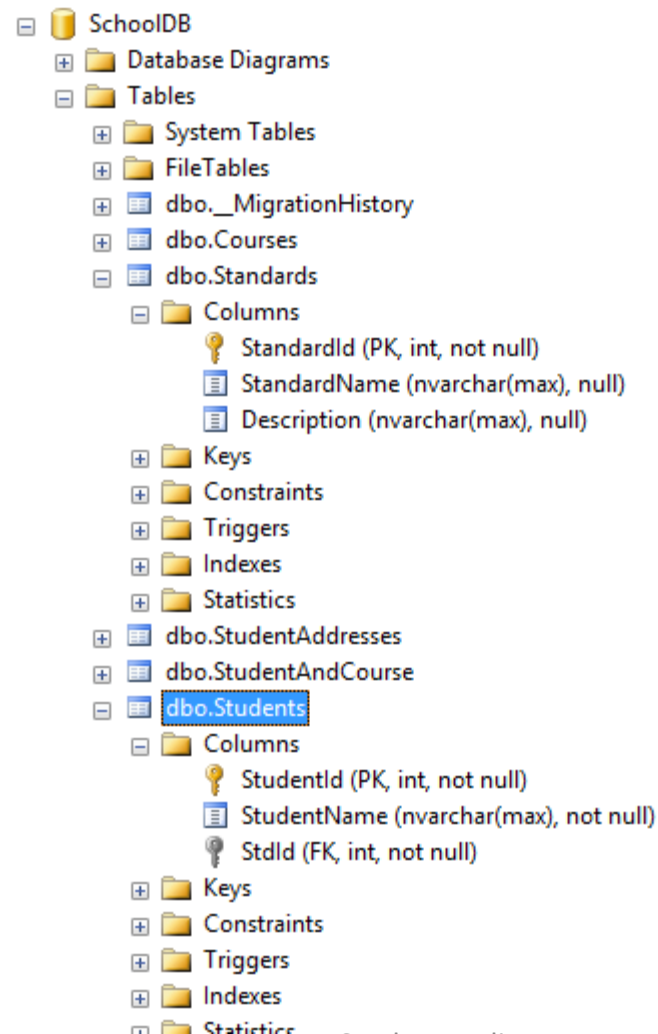 SchoolDB
Database Diagrams
Tables
System Tables
FileTables
dbo.__MigrationHistory
dbo.Courses
dbo.Standards
Columns
StandardId (PK, int, not null)
StandardName (nvarchar(max), null)
Description (nvarchar(max), null)
Keys
Constraints
Triggers
Indexes
Statistics
dbo.StudentAddresses
dbo.StudentAndCourse
dbo.Students
Columns
StudentId (PK, int, not null)
StudentName (nvarchar(max), not null)
StdId (FK, int, not null)
Keys
Constraints
Triggers
Indexes
Statistics